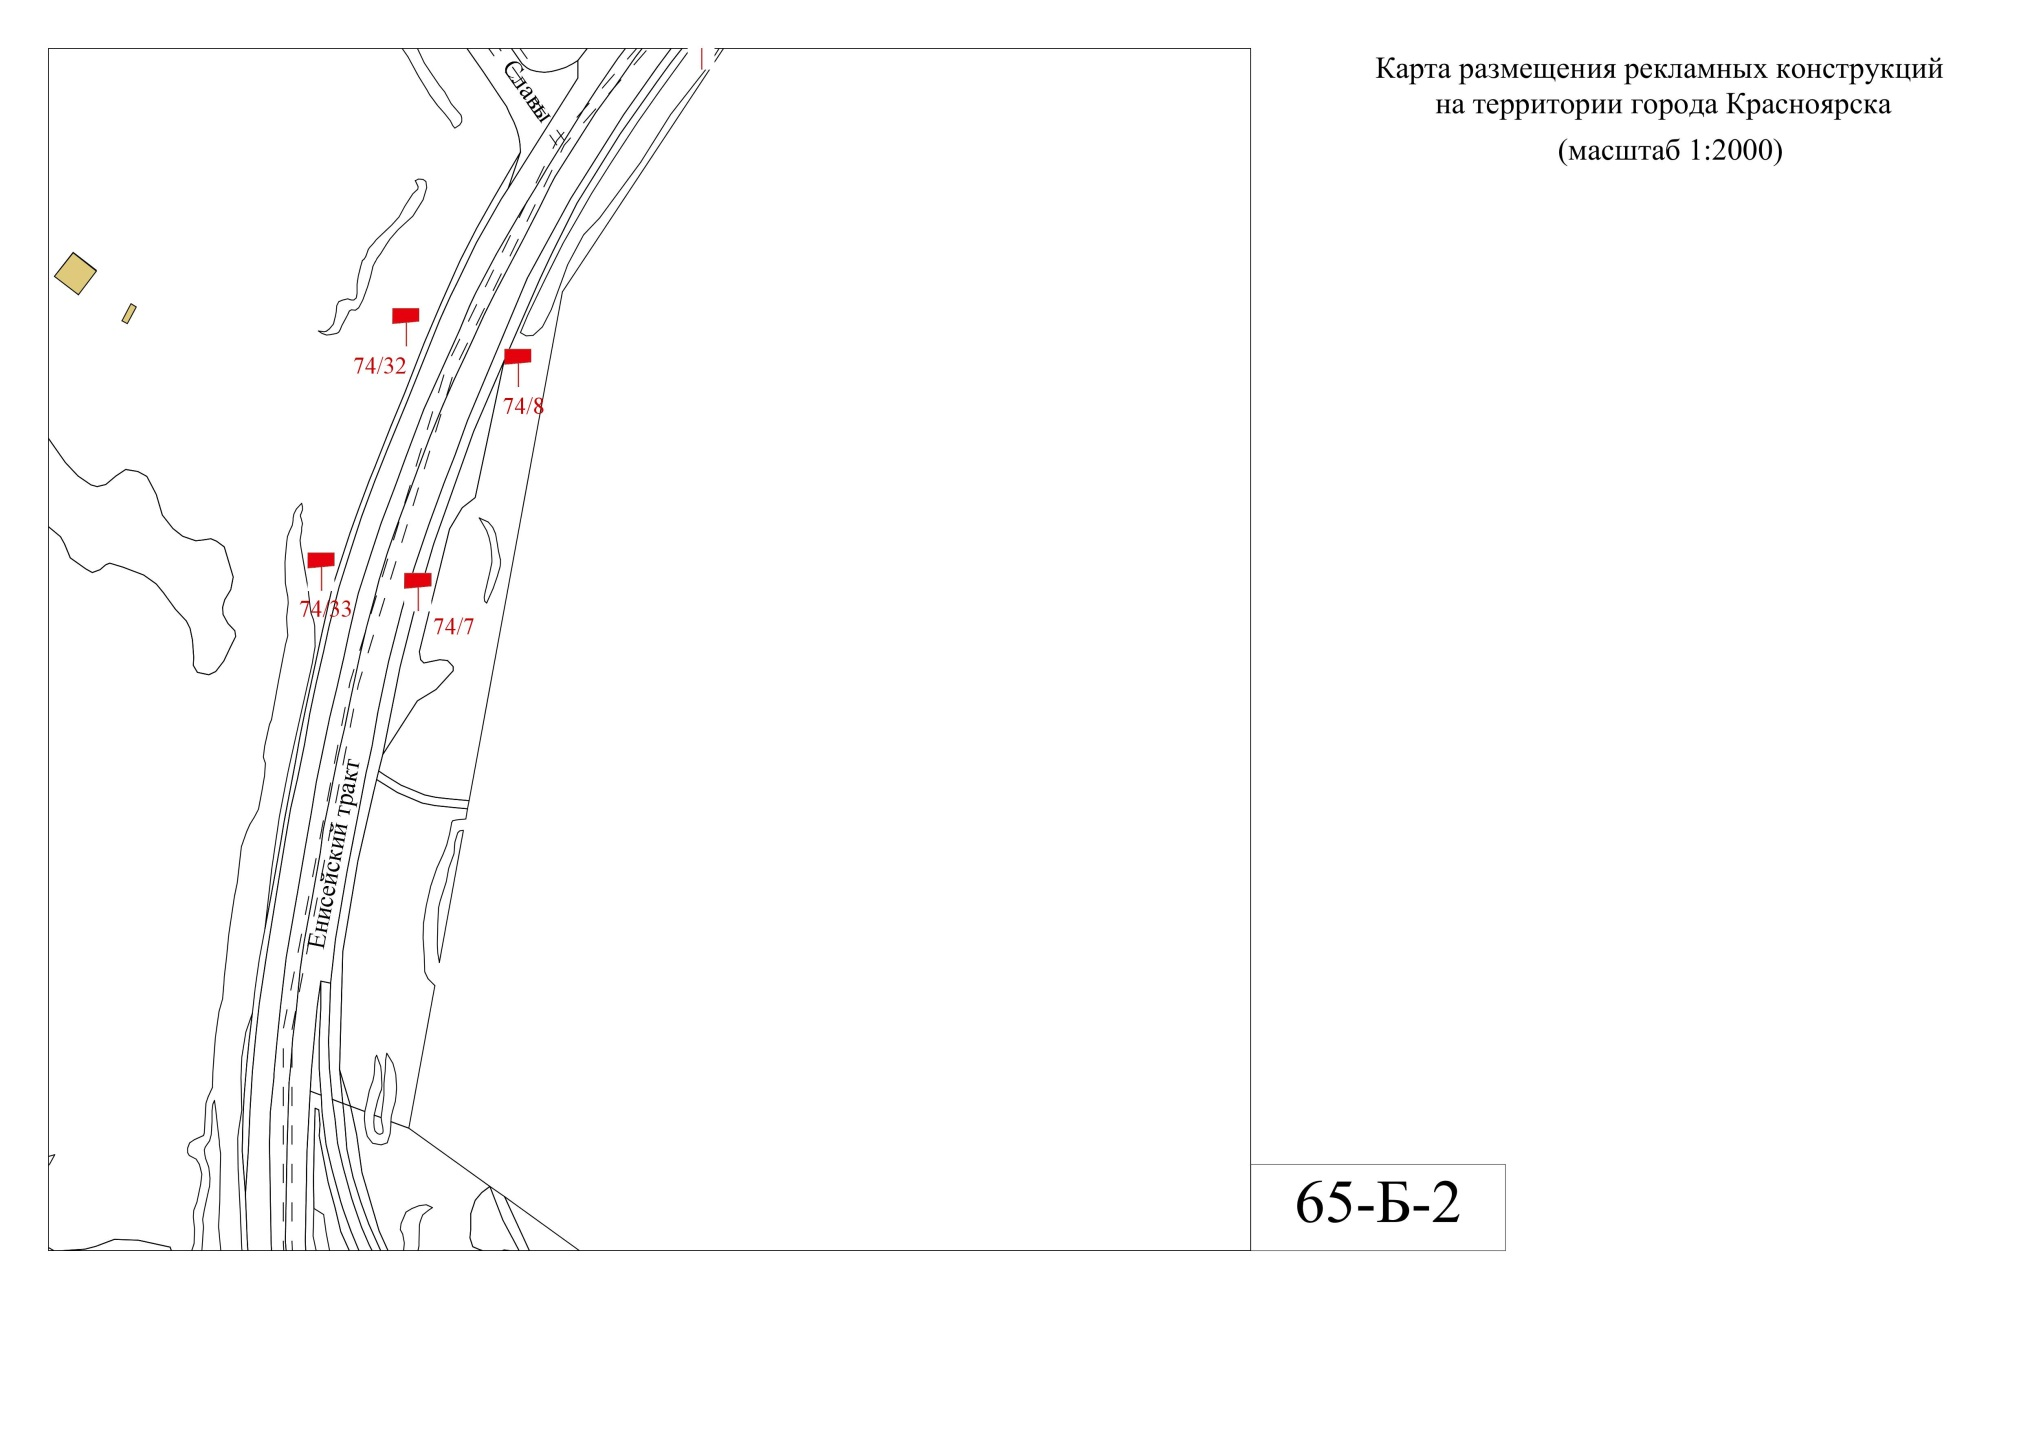 Карта размещения рекламных конструкций
на территории города Красноярска
(масштаб 1:2000)
Славы
74/32
74/8
74/33
74/7
Енисейский тракт
65-Б-2